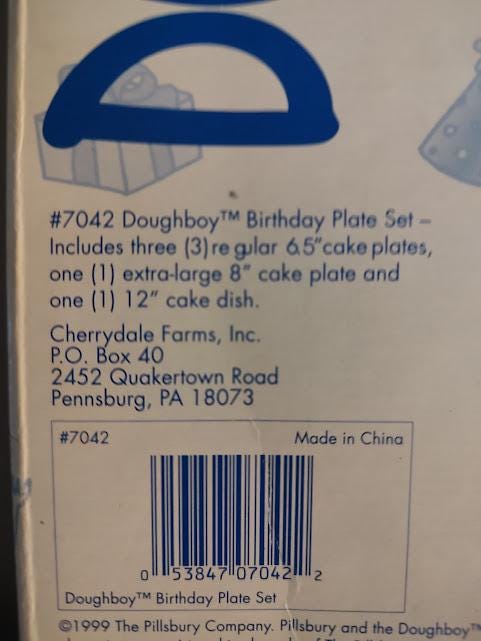 #7042 Doughboy™ Birthday Plate Set –
Includes three (3) regular 6.5" cake plates,
one (1) extra-large 8" cake plate and
one (1) 12" cake dish.
Cherrydale Farms, Inc.
P.O. Box 40
2452 Quakertown Road
Pennsburg, PA 18073
#7042 Made in China
0 53847 07042 2
Doughboy™ Birthday Plate Set
©1999 The Pillsbury Company. Pillsbury and the Doughboy™